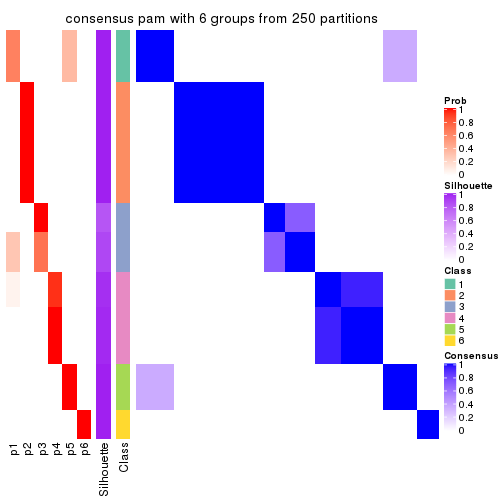 consensus pam with 6 groups from 250 partitions
Prob
1
0.8
0.6
0.4
0.2
0
Silhouette
1
0.8
0.6
0.4
0.2
0
Class
1
2
3
4
5
6
Consensus
1
0.8
0.6
0.4
0.2
0
p1
p2
p3
p4
p5
p6
Silhouette
Class